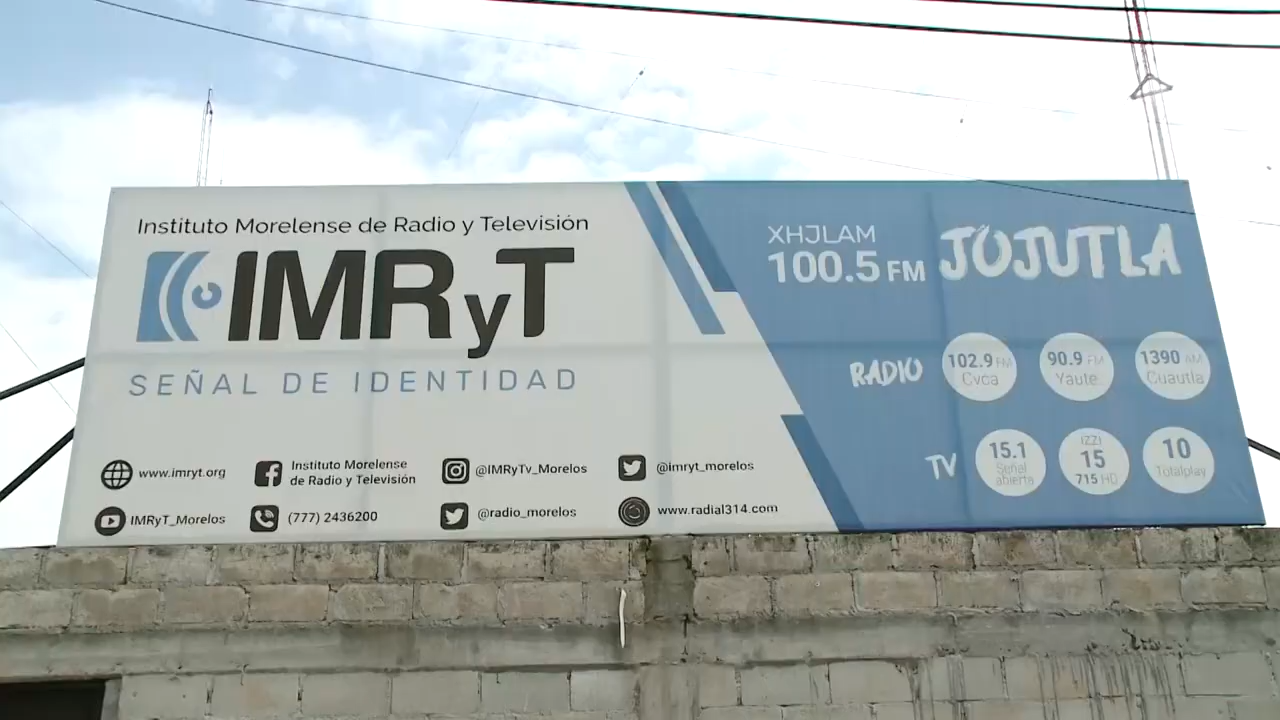 Instituto Morelense de Radio y Televisión
IMRyT
SEÑAL DE IDENTIDAD
www.imryt.org
Instituto Morelense
de Radio y Televisión
@IMRyTv_Morelos
@imryt_morelos
IMRyT_Morelos
(777) 2436200
@radio_morelos
www.radial314.com
XHJLAM
100.5 FM
JOJUTLA
RADIO
102.9 FM
Cvca
90.9 FM
Yaute.
1390 AM
Cuautla
TV
15.1
Señal
abierta
IZZI
15
715 HD
10
Totalplay